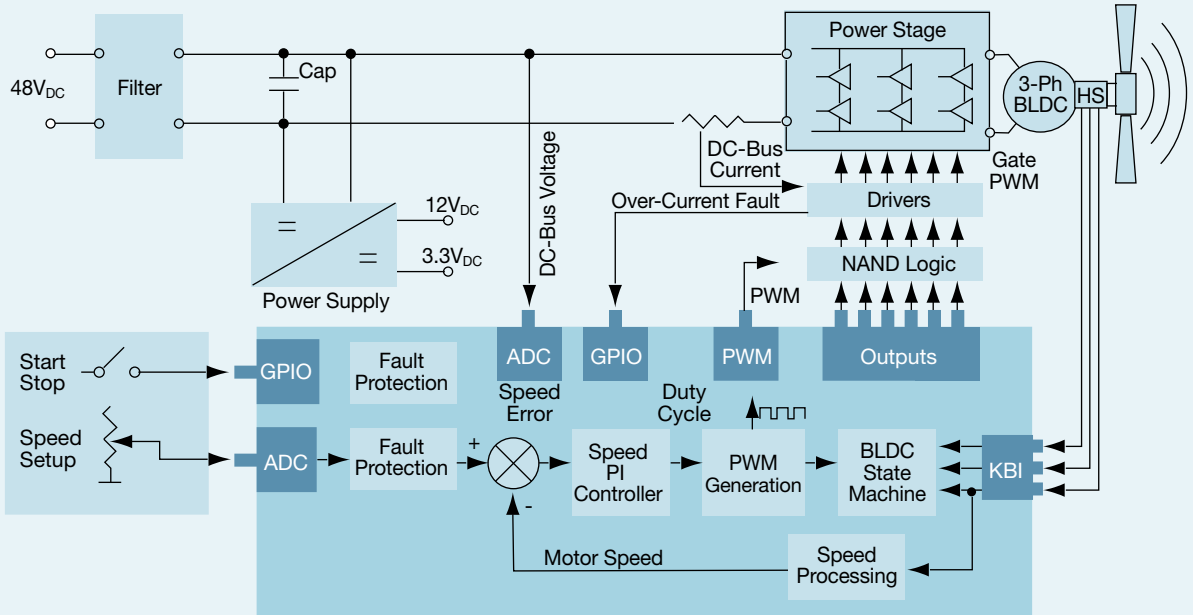 48VDC
Filter
Cap
Power Stage
3-Ph
BLDC
HS
DC-Bus
Current
Gate
PWM
Over-Current Fault
Drivers
DC-Bus Voltage
12VDC
3.3VDC
Power Supply
NAND Logic
PWM
Start
Stop
Speed
Setup
GPIO
Fault
Protection
ADC
GPIO
PWM
Outputs
Speed
Error
Duty
Cycle
ADC
Fault
Protection
+
-
Speed
PI
Controller
PWM
Generation
BLDC
State
Machine
KBI
Motor Speed
Speed
Processing